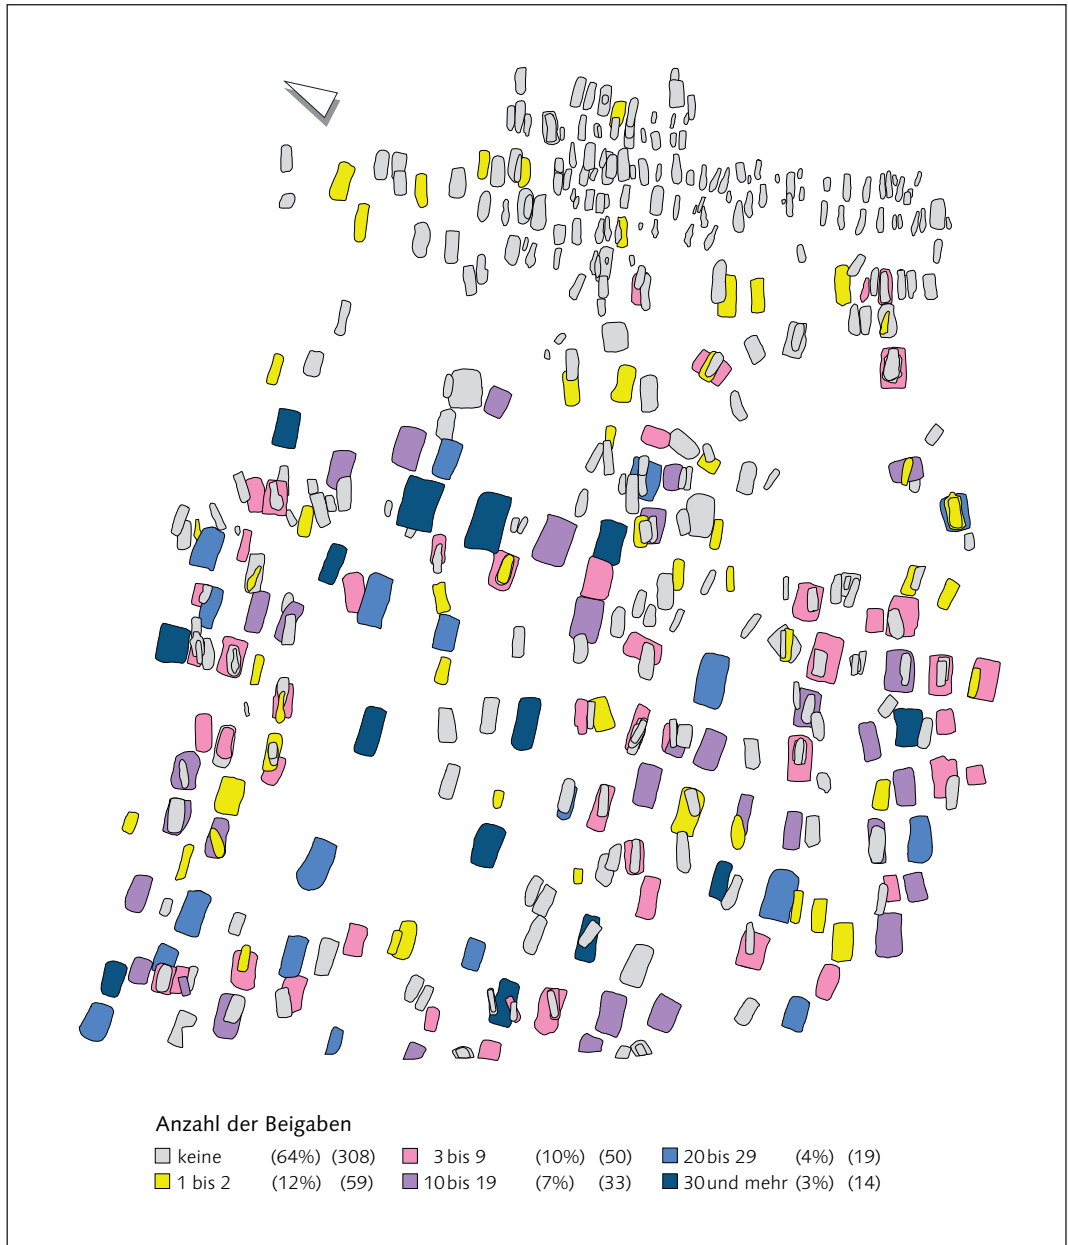 Anzahl der Beigaben
keine (64%) (308) 3 bis 9 (10%) (50) 20 bis 29 (4%) (19)
1 bis 2 (12%) (59) 10 bis 19 (7%) (33) 30 und mehr (3%) (14)